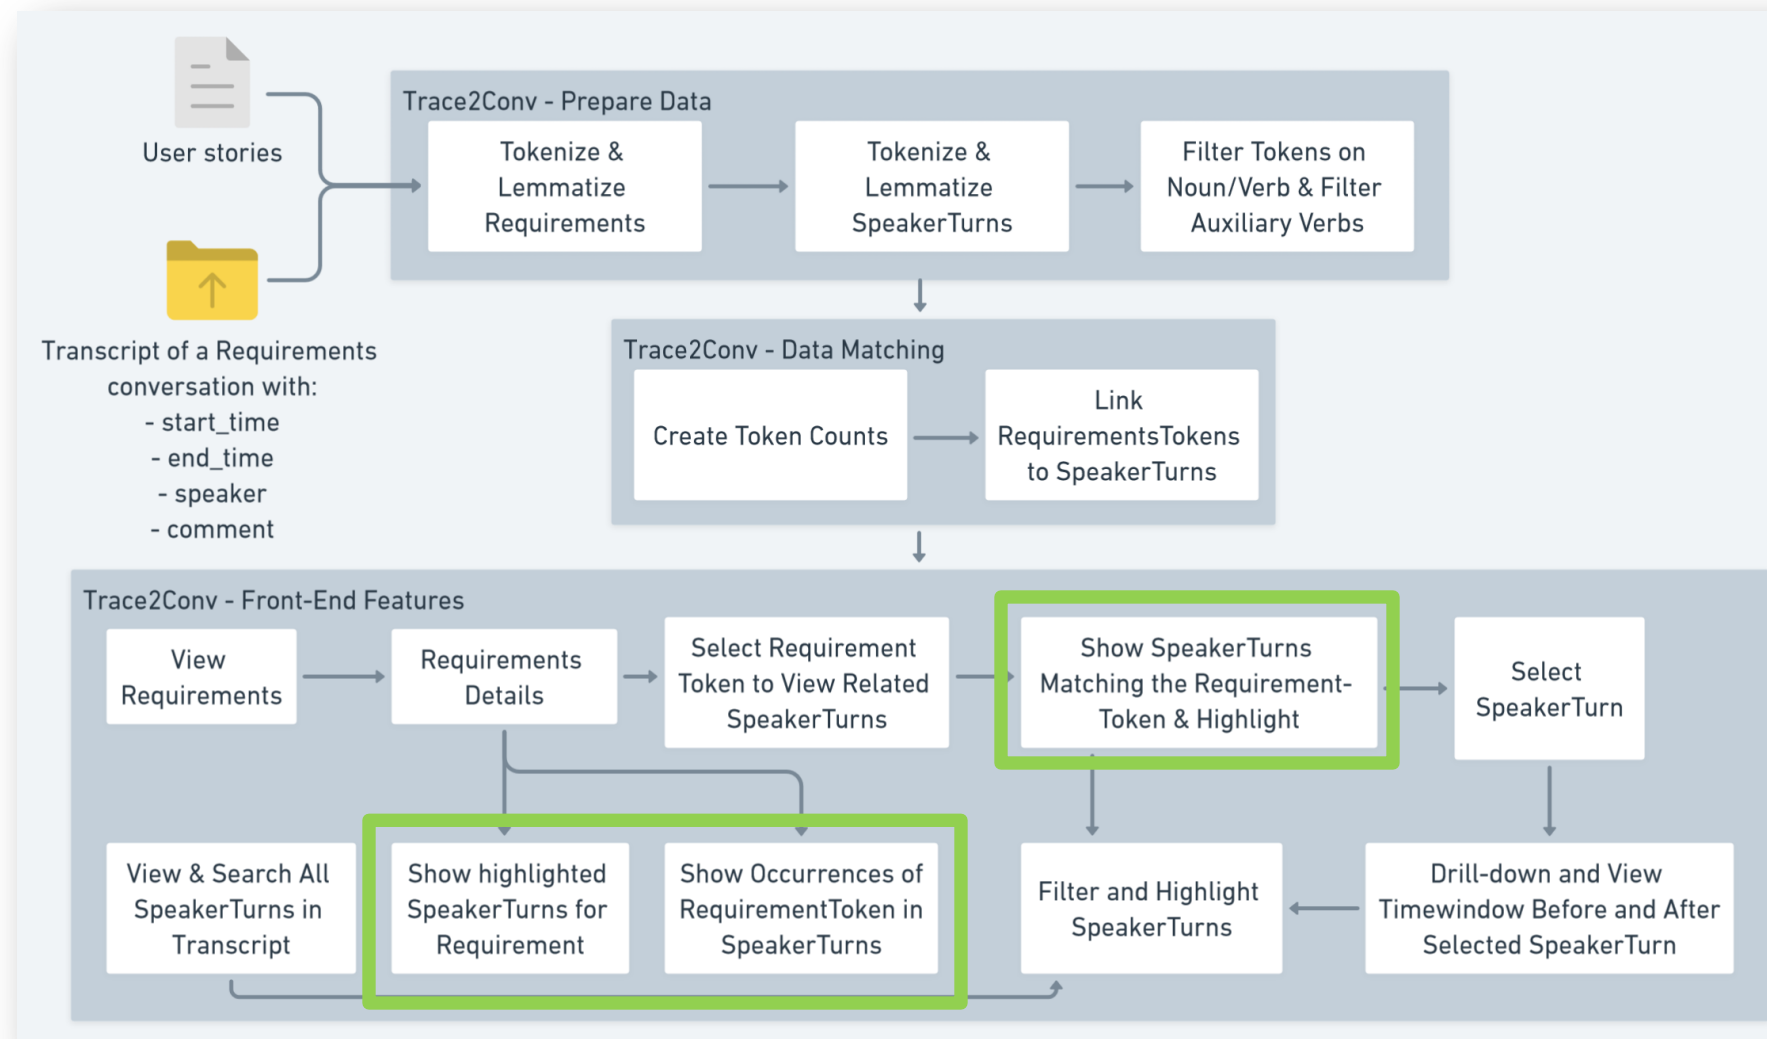 User stories
Transcript of a Requirements
conversation with:
- start_time
- end_time
- speaker
- comment
Trace2Conv - Prepare Data
Tokenize &
Lemmatize
Requirements
Tokenize &
Lemmatize
SpeakerTurns
Filter Tokens on
Noun/Verb & Filter
Auxiliary Verbs
Trace2Conv - Data Matching
Create Token Counts
Link
RequirementsTokens
to SpeakerTurns
Trace2Conv - Front-End Features
View
Requirements
Requirements
Details
Select Requirement
Token to View Related
SpeakerTurns
Show SpeakerTurns
Matching the Requirement-
Token & Highlight
Select
SpeakerTurn
View & Search All
SpeakerTurns in
Transcript
Show highlighted
SpeakerTurns for
Requirement
Show Occurrences of
RequirementToken in
SpeakerTurns
Filter and Highlight
SpeakerTurns
Drill-down and View
Timewindow Before and After
Selected SpeakerTurn